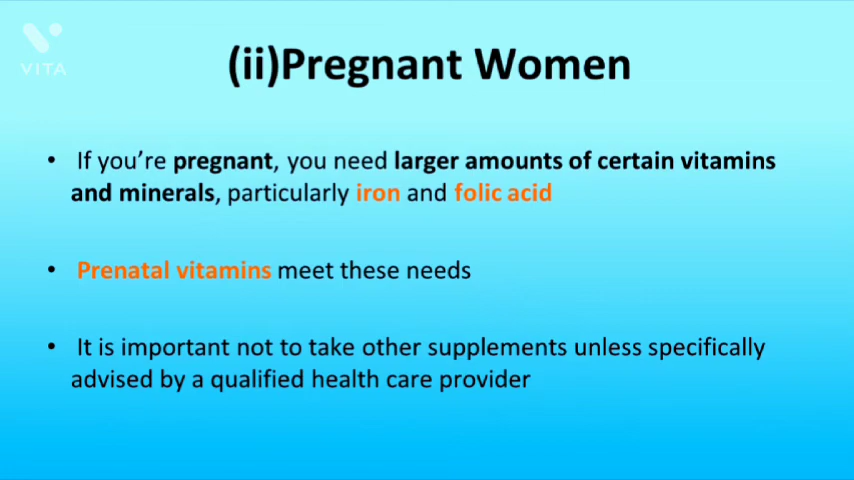 VITA
(ii)Pregnant Women
• If you’re pregnant, you need larger amounts of certain vitamins
and minerals, particularly iron and folic acid
• Prenatal vitamins meet these needs
• It is important not to take other supplements unless specifically
advised by a qualified health care provider